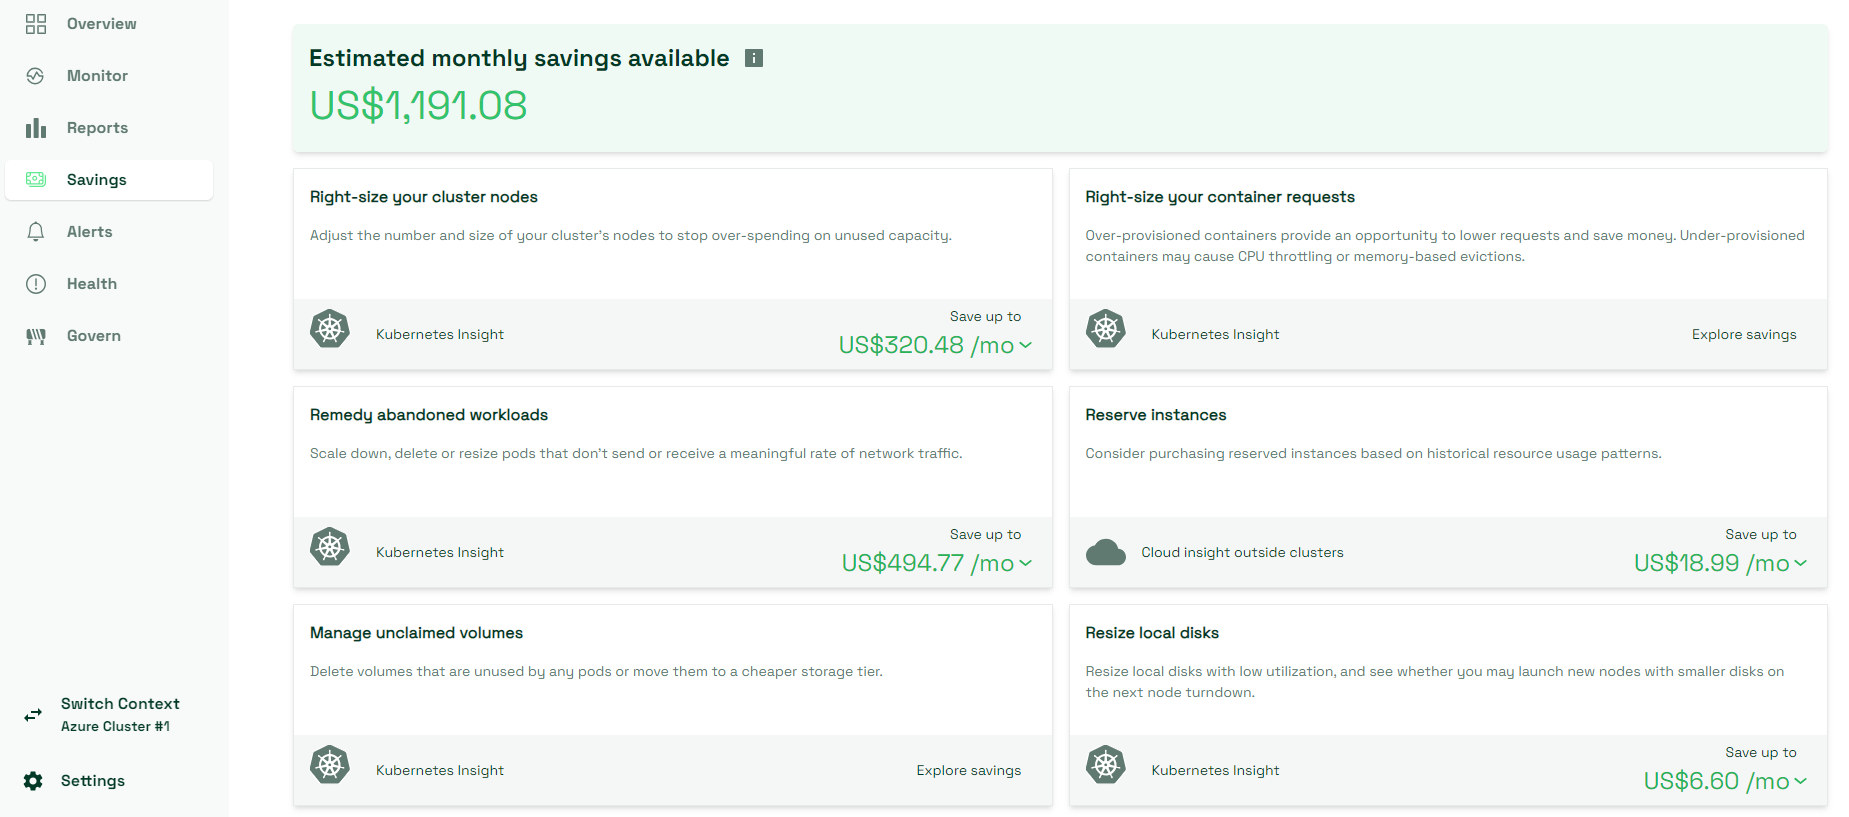 Overview
Monitor
Reports
Savings
Alerts
Health
Govern
Switch Context
Azure Cluster #1
Settings
Estimated monthly savings available
US$1,191.08
Right-size your cluster nodes
Adjust the number and size of your cluster's nodes to stop over-spending on unused capacity.
Kubernetes Insight
Save up to
US$320.48 /mo
Right-size your container requests
Over-provisioned containers provide an opportunity to lower requests and save money. Under-provisioned
containers may cause CPU throttling or memory-based evictions.
Kubernetes Insight
Explore savings
Remedy abandoned workloads
Scale down, delete or resize pods that don't send or receive a meaningful rate of network traffic.
Kubernetes Insight
Save up to
US$494.77 /mo
Reserve instances
Consider purchasing reserved instances based on historical resource usage patterns.
Cloud insight outside clusters
Save up to
US$18.99 /mo
Manage unclaimed volumes
Delete volumes that are unused by any pods or move them to a cheaper storage tier.
Kubernetes Insight
Explore savings
Resize local disks
Resize local disks with low utilization, and see whether you may launch new nodes with smaller disks on
the next node turndown.
Kubernetes Insight
Save up to
US$6.60 /mo